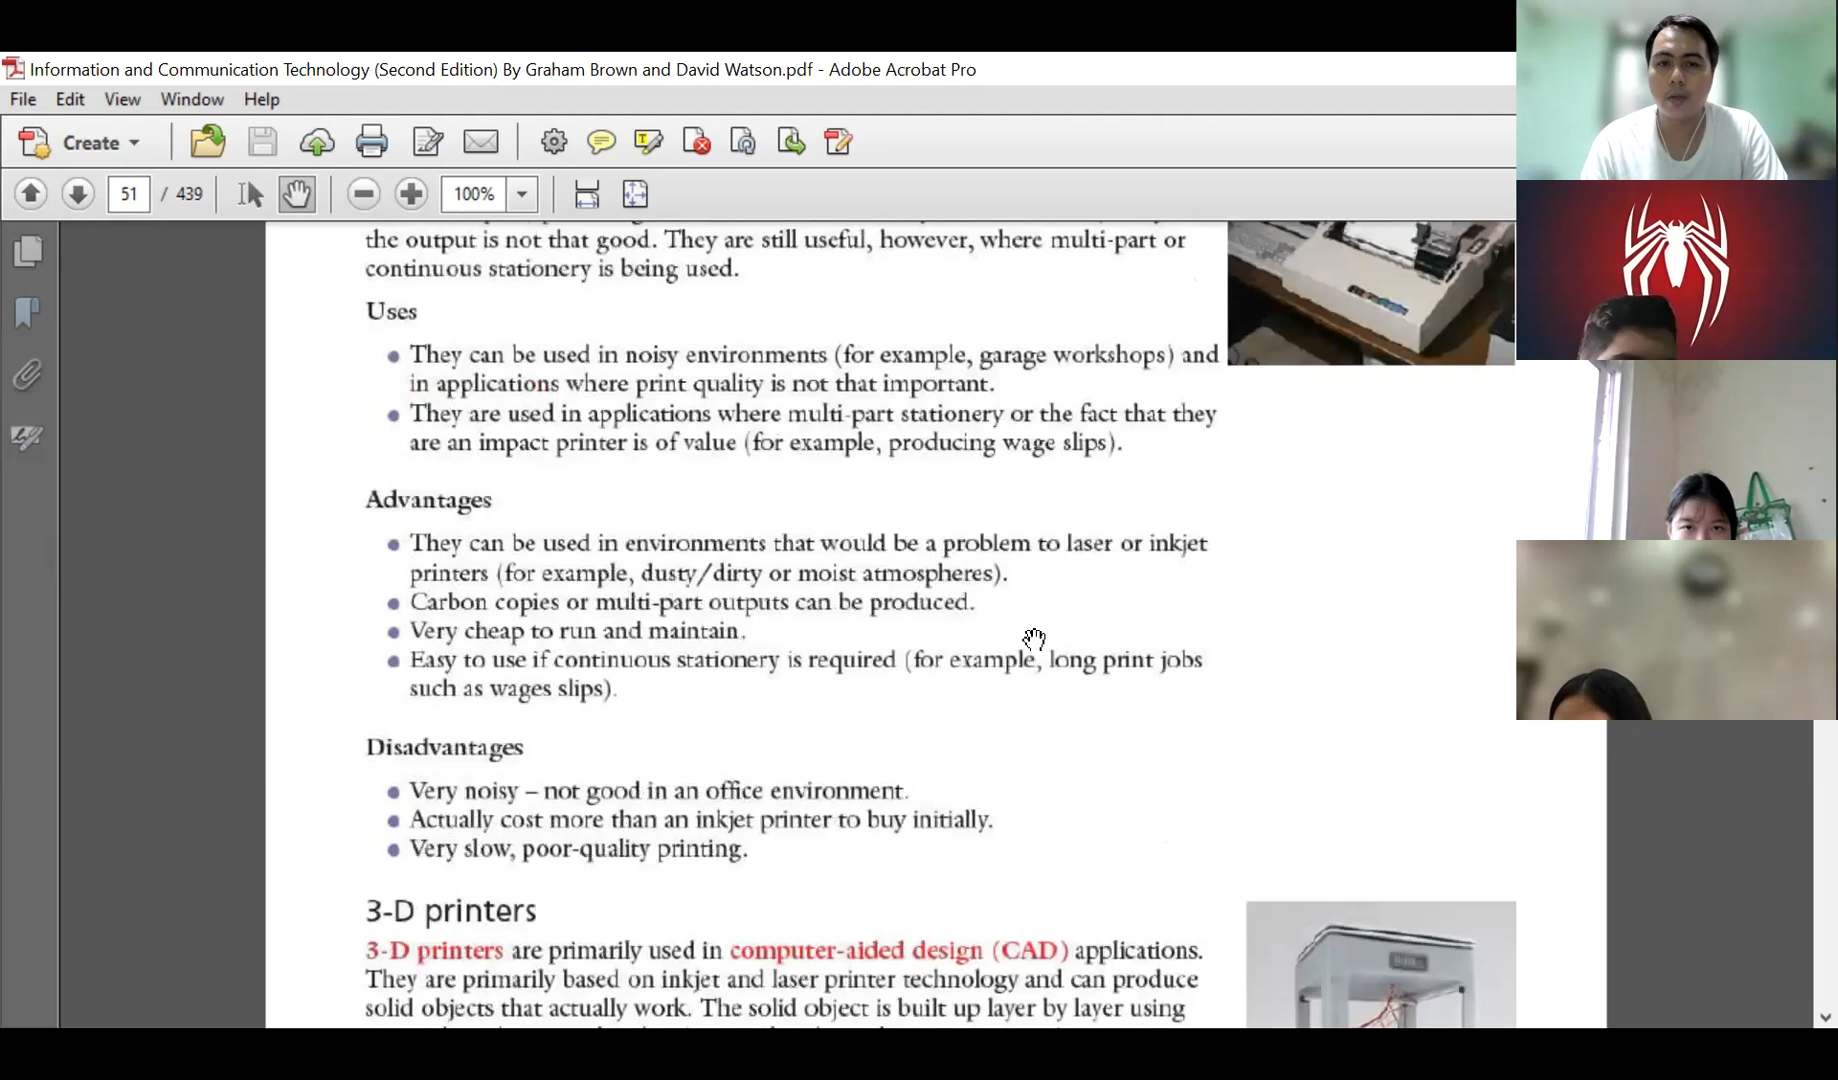 Information and Communication Technology (Second Edition) By Graham Brown and David Watson.pdf - Adobe Acrobat Pro
File Edit View Window Help
Create
51 / 439 100%
the output is not that good. They are still useful, however, where multi-part or
continuous stationery is being used.
Uses
They can be used in noisy environments (for example, garage workshops) and
in applications where print quality is not that important.
They are used in applications where multi-part stationery or the fact that they
are an impact printer is of value (for example, producing wage slips).
Advantages
They can be used in environments that would be a problem to laser or inkjet
printers (for example, dusty/dirty or moist atmospheres).
Carbon copies or multi-part outputs can be produced.
Very cheap to run and maintain.
Easy to use if continuous stationery is required (for example, long print jobs
such as wages slips).
Disadvantages
Very noisy – not good in an office environment.
Actually cost more than an inkjet printer to buy initially.
Very slow, poor-quality printing.
3-D printers
3-D printers are primarily used in computer-aided design (CAD) applications.
They are primarily based on inkjet and laser printer technology and can produce
solid objects that actually work. The solid object is built up layer by layer using